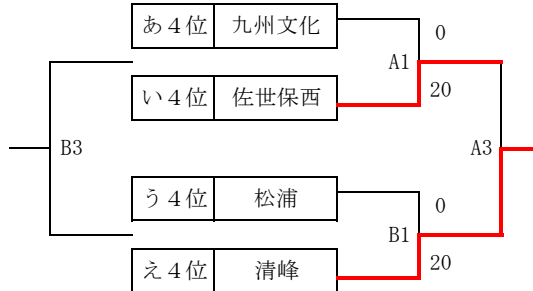 あ４位 九州文化 0
A1
い４位 佐世保西 20
B3 A3
う４位 松浦 0
B1
え４位 清峰 20